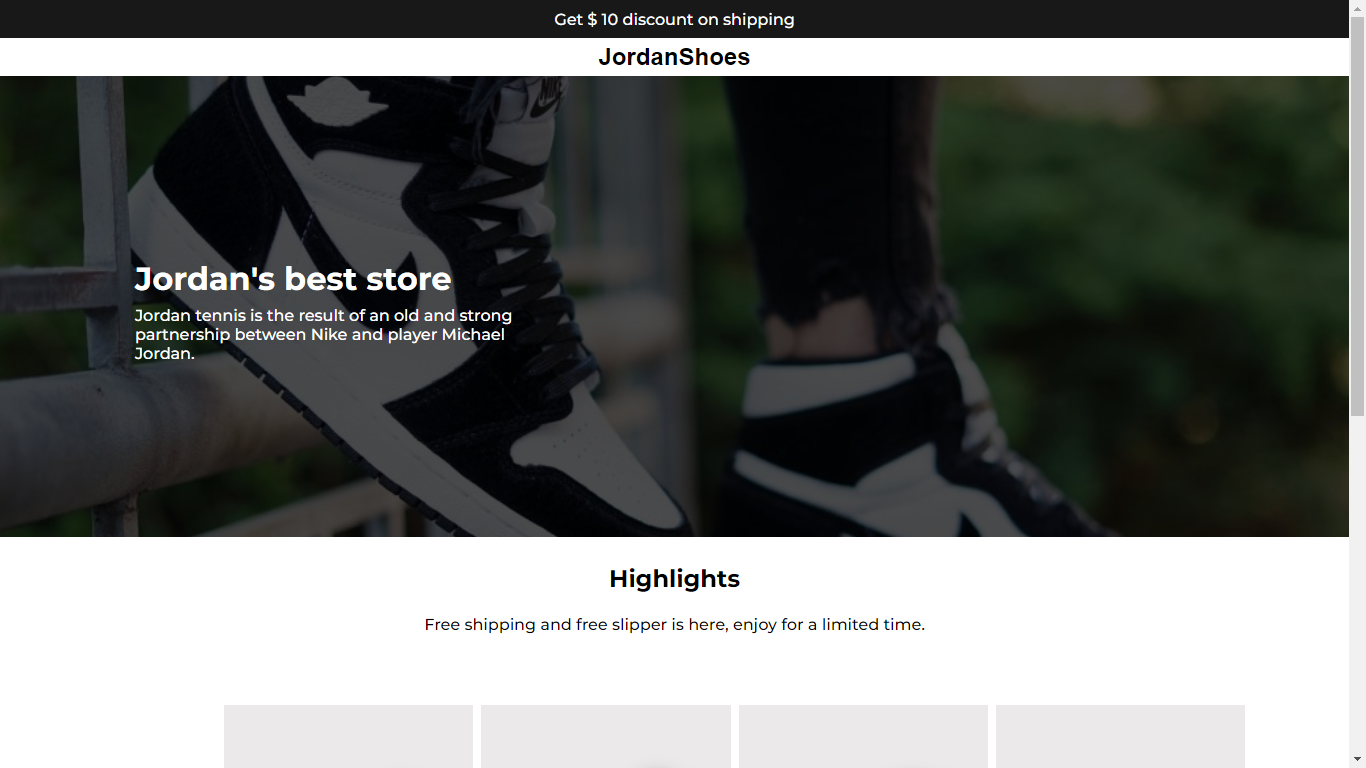 Get $ 10 discount on shipping
JordanShoes
Jordan's best store
Jordan tennis is the result of an old and strong
partnership between Nike and player Michael
Jordan.
Highlights
Free shipping and free slipper is here, enjoy for a limited time.